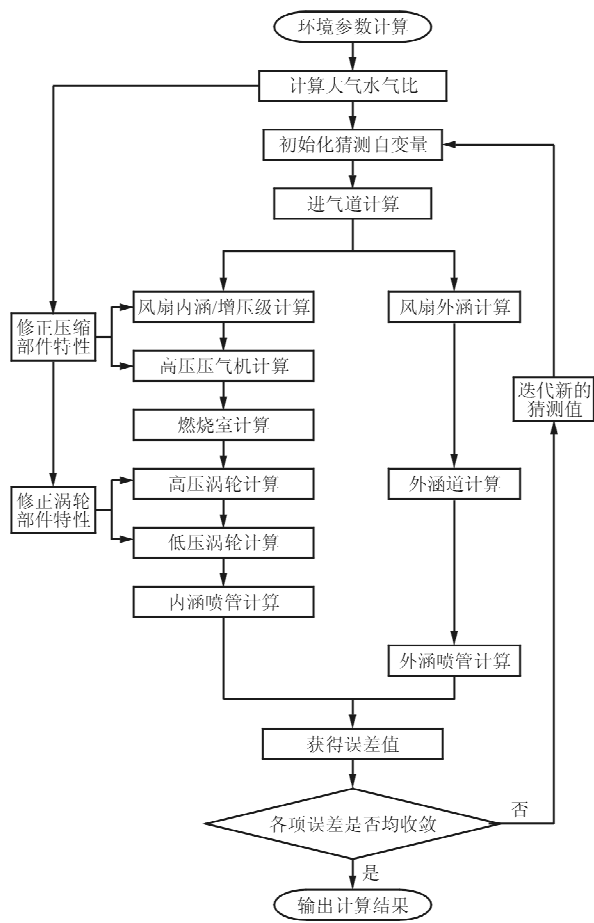 环境参数计算
计算大气水气比
初始化猜测自变量
进气道计算
风扇内涵/增压级计算
风扇外涵计算
修正压缩
部件特性
高压压气机计算
迭代新的
猜测值
燃烧室计算
高压涡轮计算
外涵道计算
修正涡轮
部件特性
低压涡轮计算
内涵喷管计算
外涵喷管计算
获得误差值
各项误差是否均收敛
否
是
输出计算结果